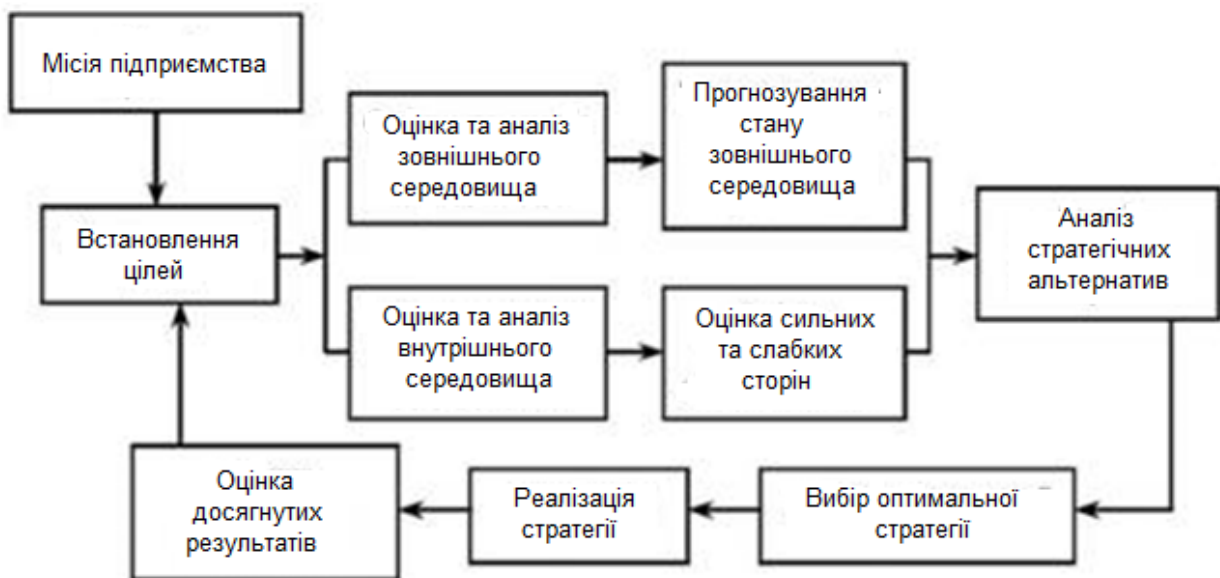 Місія підприємства
Встановлення
цілей
Оцінка та аналіз
зовнішнього
середовища
Прогнозування
стану
зовнішнього
середовища
Оцінка та аналіз
внутрішнього
середовища
Оцінка сильних
та слабких
сторін
Аналіз
стратегічних
альтернатив
Вибір оптимальної
стратегії
Реалізація
стратегії
Оцінка
досягнутих
результатів